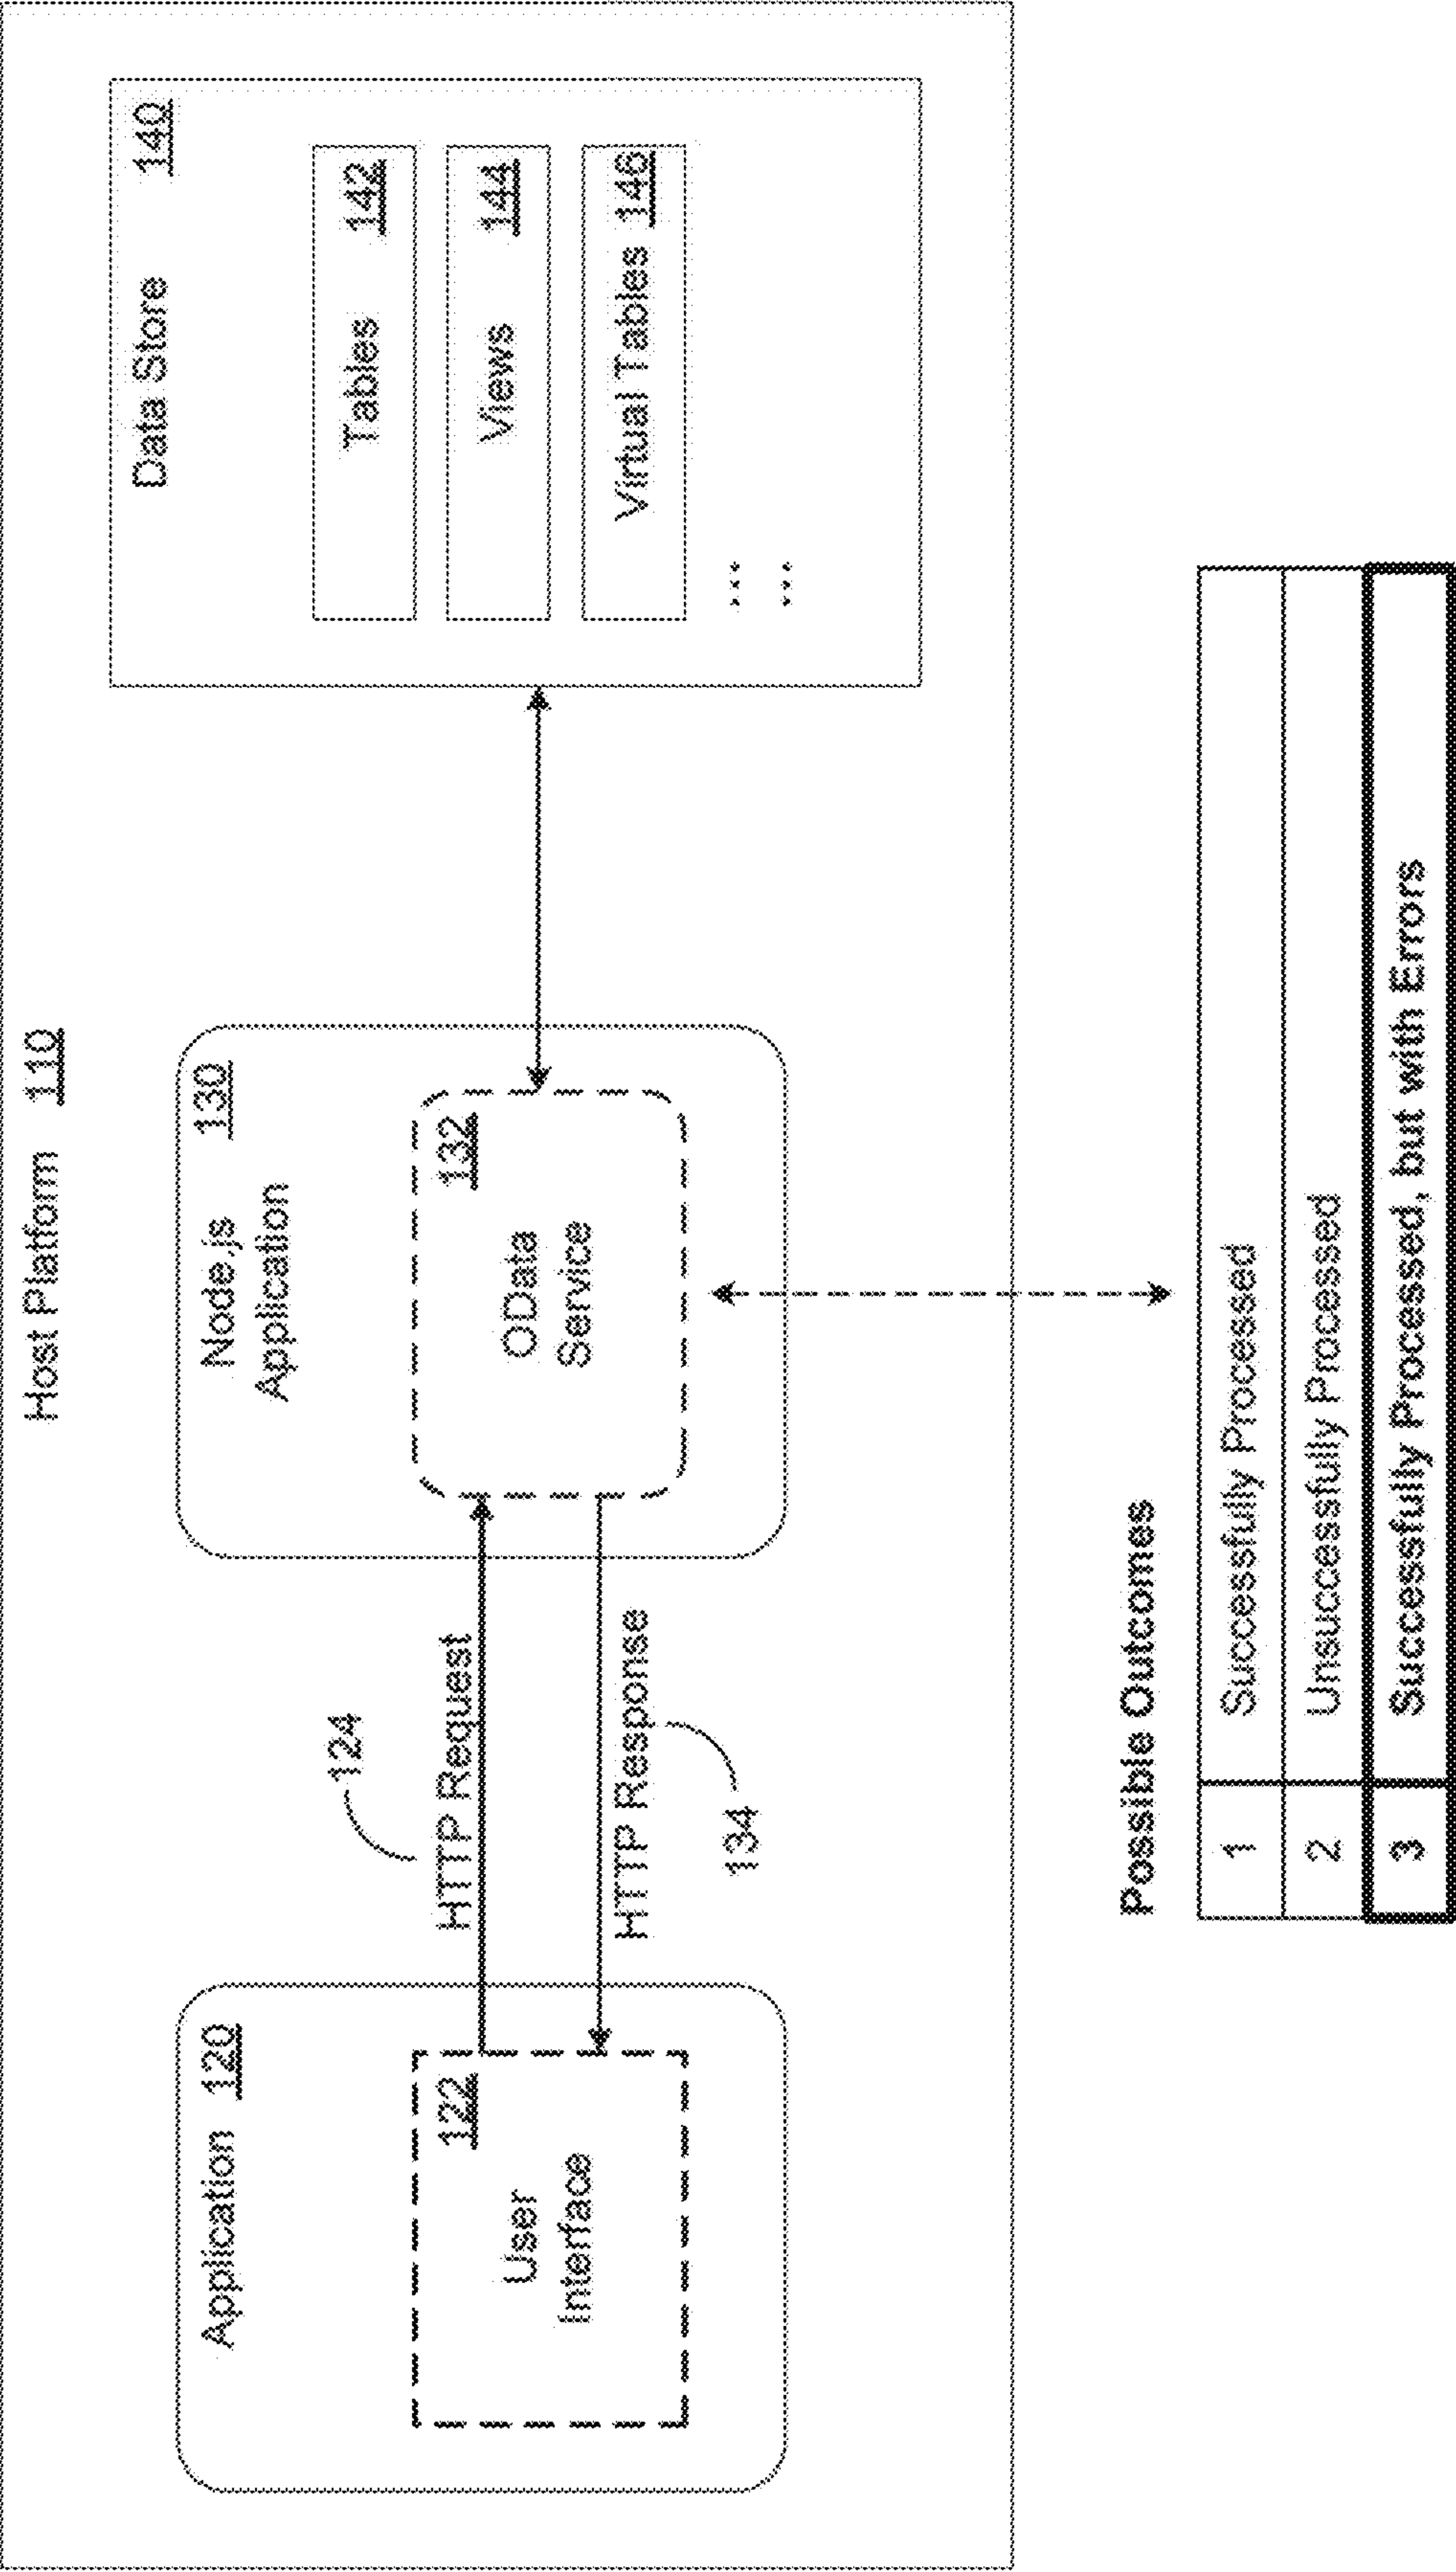 Host Platform 110
Application 120
122
User
Interface
124
HTTP Request
HTTP Response
134
Node.js 130
Application
132
OData
Service
Data Store 140
Tables 142
Views 144
Virtual Tables 146
...
...
Possible Outcomes
1 Successfully Processed
2 Unsuccessfully Processed
3 Successfully Processed, but with Errors